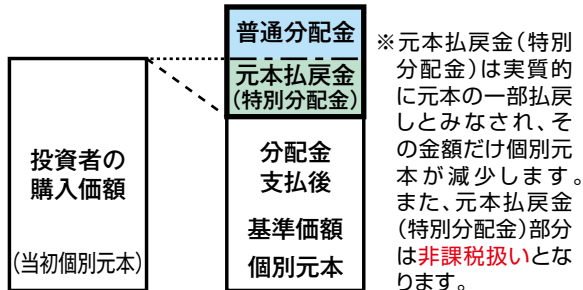 普通分配金
元本払戻金
(特別分配金)
分配金
支払後
基準価額
個別元本
投資者の
購入価額
(当初個別元本)
※元本払戻金(特別
分配金)は実質的
に元本の一部払戻
しとみなされ、そ
の金額だけ個別元
本が減少します。
また、元本払戻金
(特別分配金)部分
は非課税扱いとな
ります。